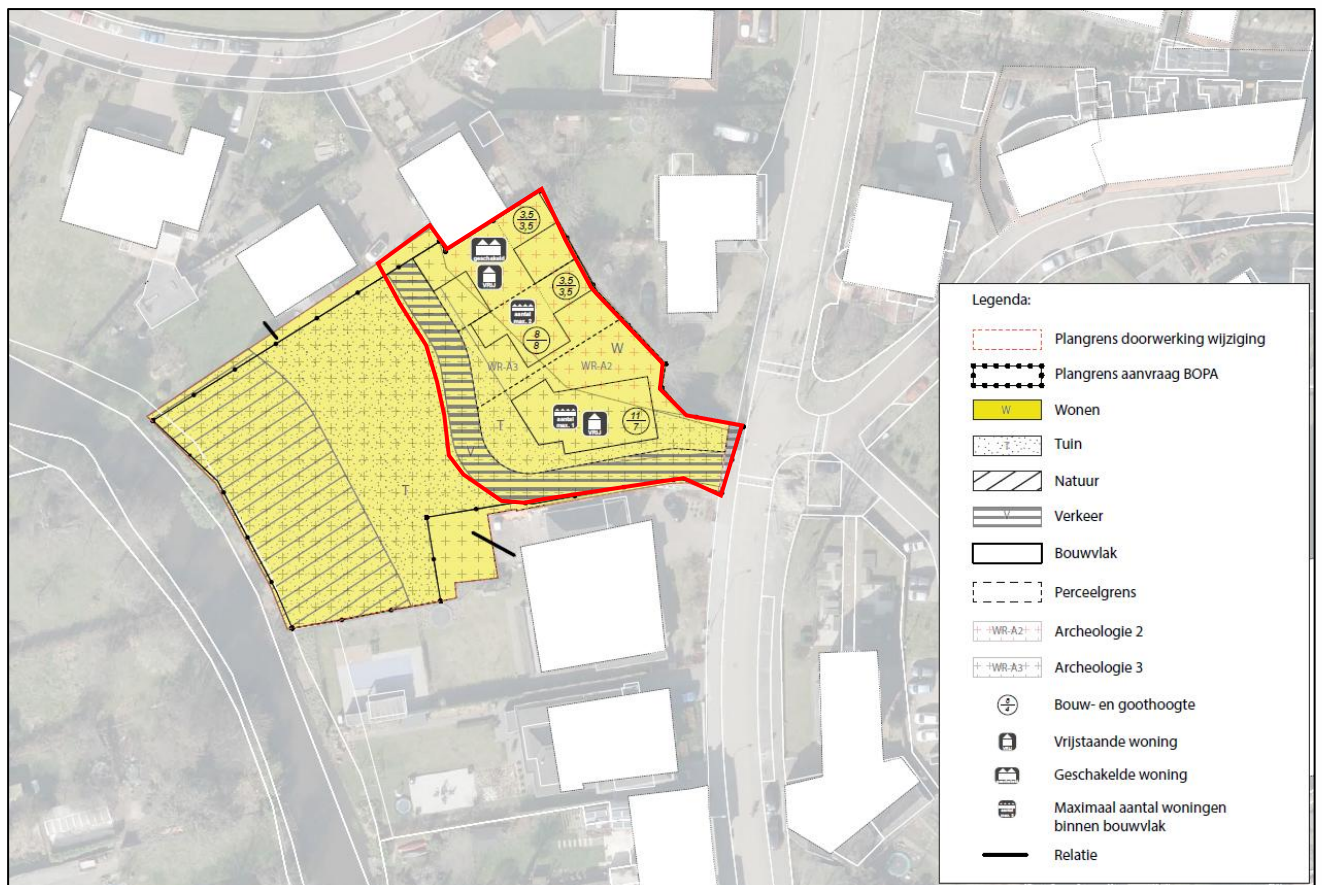 3.5
3,5
geschakeld
VRIJ
3.5
3,5
aantal
max. 2
8
8
W
WR-A3
WR-A2
aantal
max. 1
VRIJ
11
7
T
V
T
Legenda:
Plangrens doorwerking wijziging
Plangrens aanvraag BOPA
W Wonen
T Tuin
Natuur
V Verkeer
Bouwvlak
Perceelgrens
WR-A2 Archeologie 2
WR-A3 Archeologie 3
Bouw- en goothoogte
Vrijstaande woning
Geschakelde woning
Maximaal aantal woningen
binnen bouwvlak
Relatie